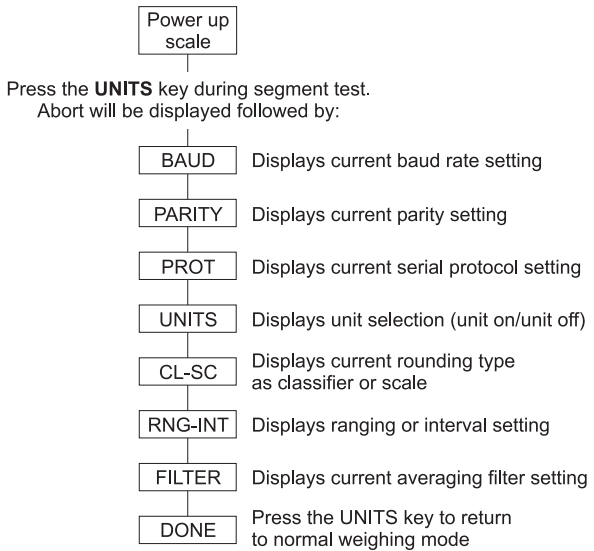 Power up
scale
Press the UNITS key during segment test.
Abort will be displayed followed by:
BAUD Displays current baud rate setting
PARITY Displays current parity setting
PROT Displays current serial protocol setting
UNITS Displays unit selection (unit on/unit off)
CL-SC Displays current rounding type
as classifier or scale
RNG-INT Displays ranging or interval setting
FILTER Displays current averaging filter setting
DONE Press the UNITS key to return
to normal weighing mode